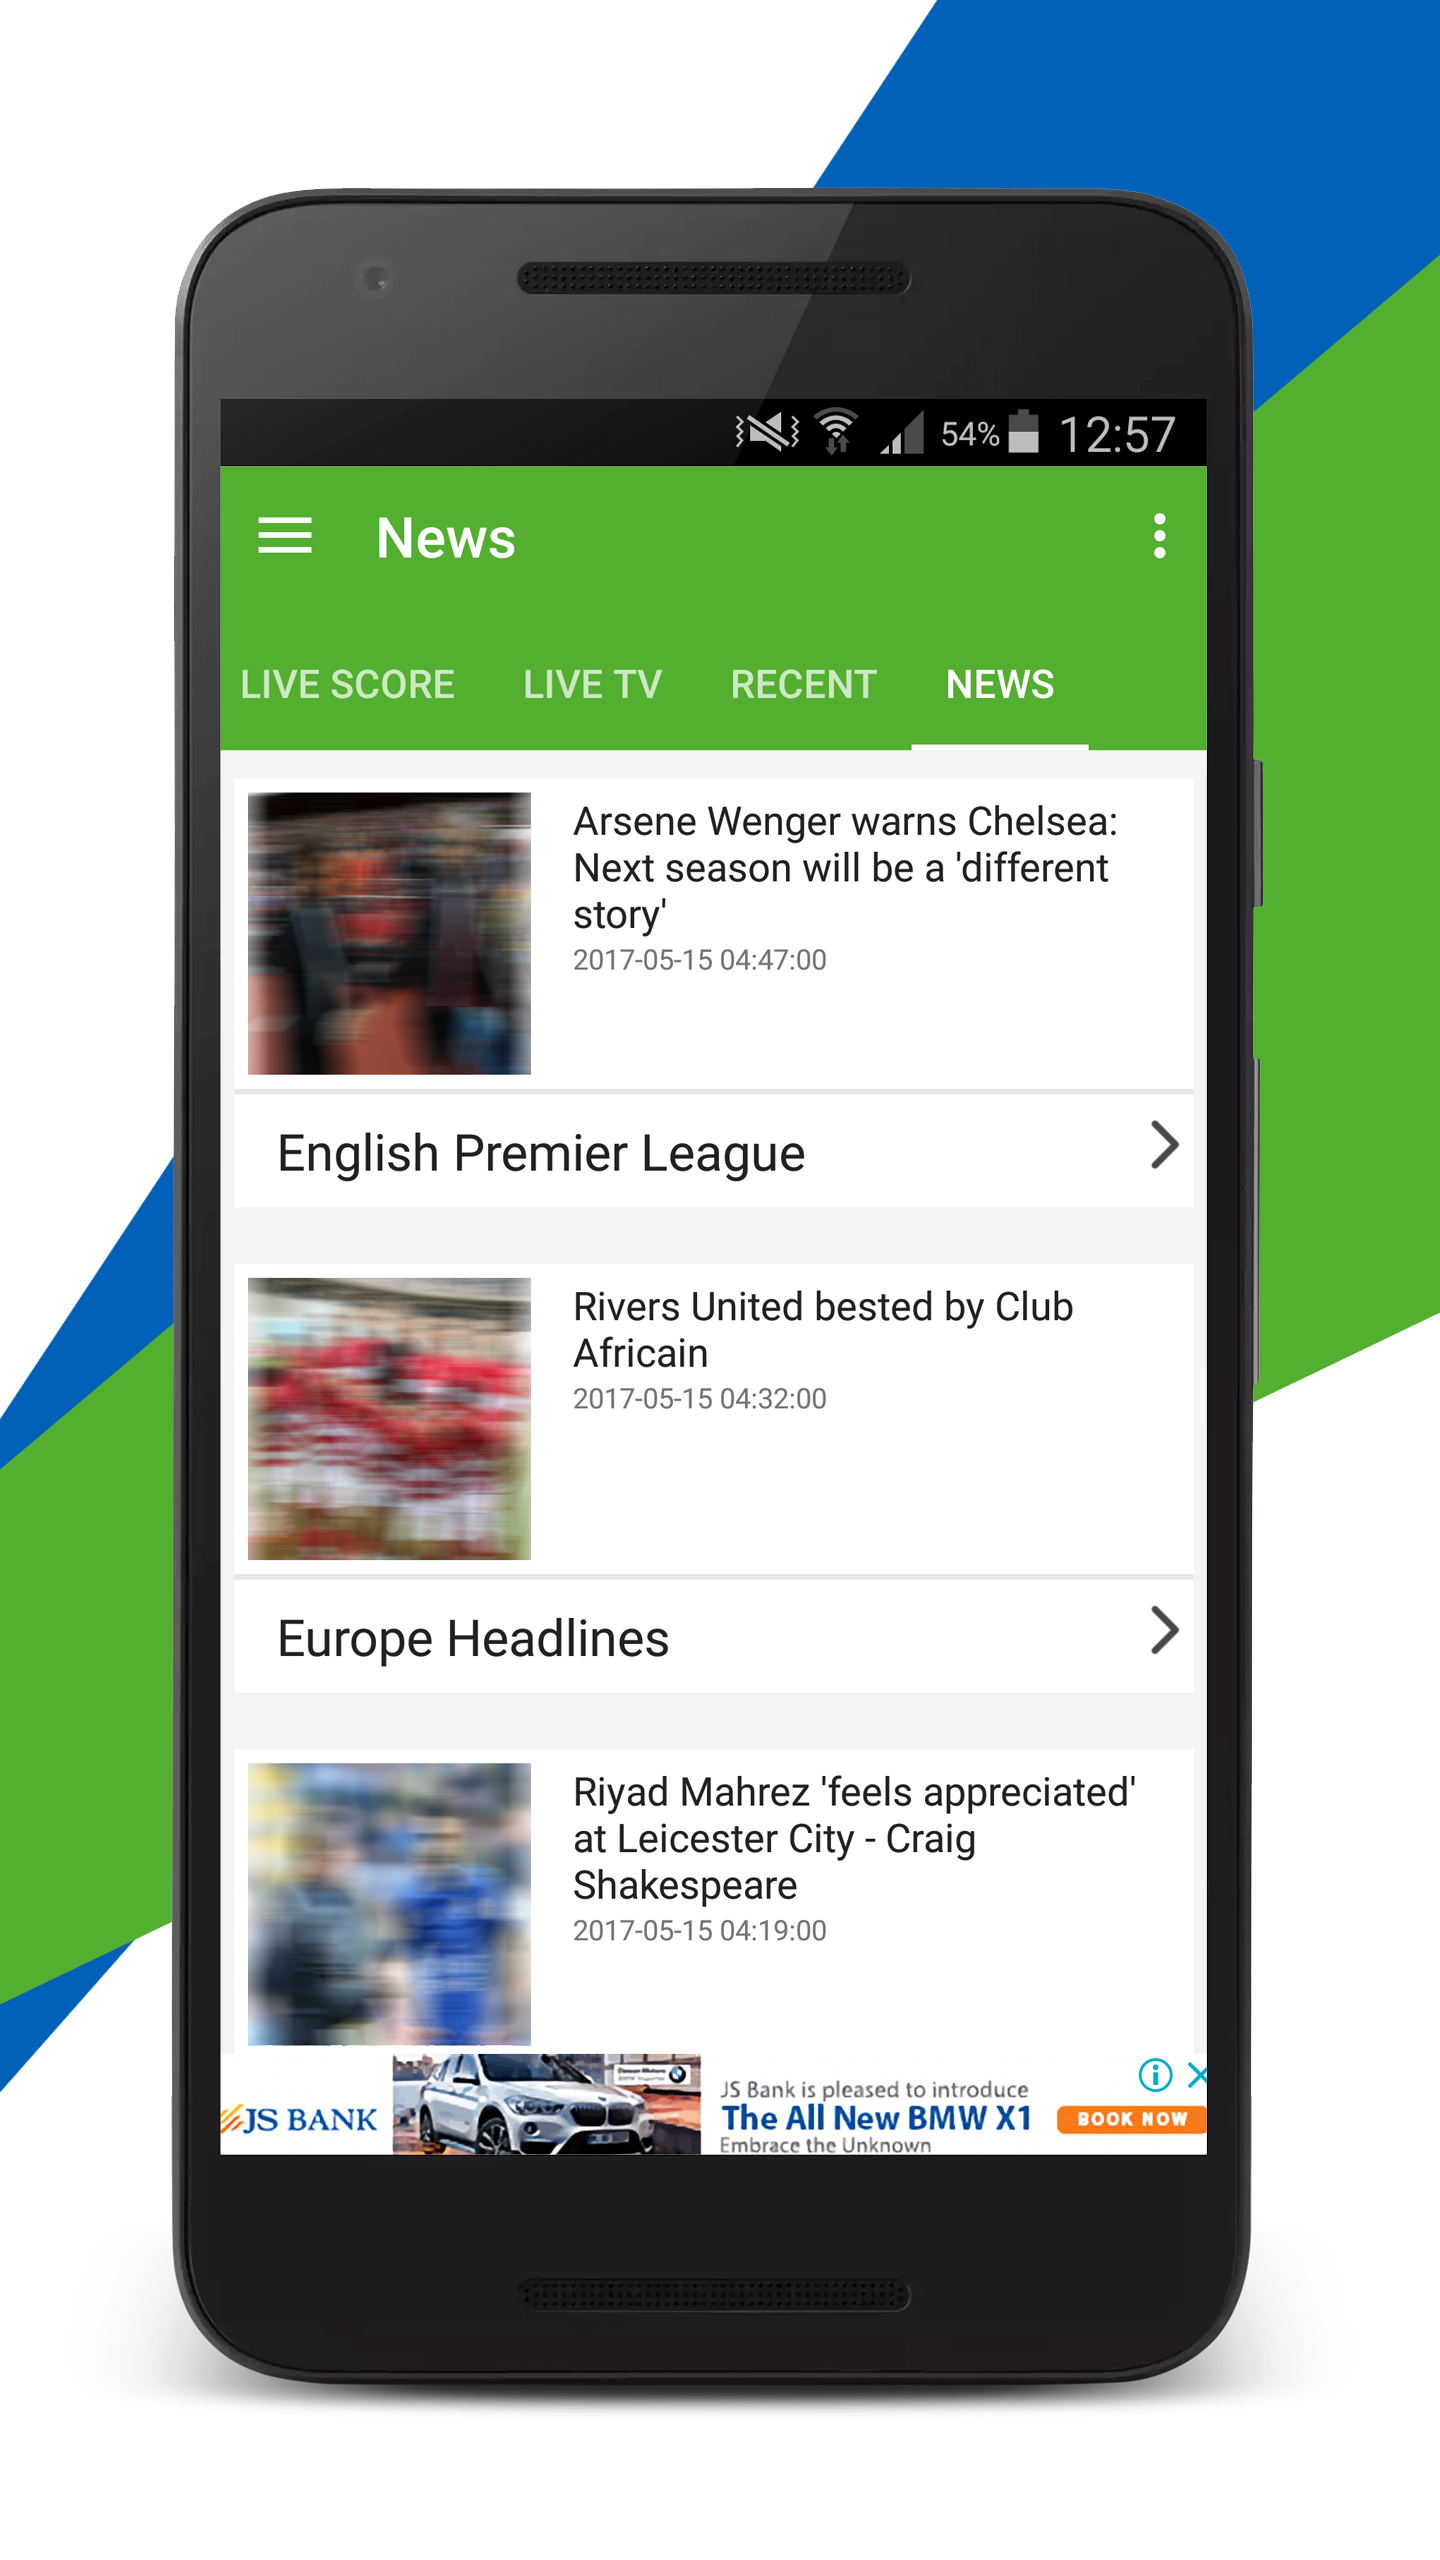 54% 12:57
News
LIVE SCORE LIVE TV RECENT NEWS
Arsene Wenger warns Chelsea:
Next season will be a 'different
story'
2017-05-15 04:47:00
English Premier League
Rivers United bested by Club
Africain
2017-05-15 04:32:00
Europe Headlines
Riyad Mahrez 'feels appreciated'
at Leicester City - Craig
Shakespeare
2017-05-15 04:19:00
JS BANK
JS Bank is pleased to introduce
The All New BMW X1
Embrace the Unknown
BOOK NOW